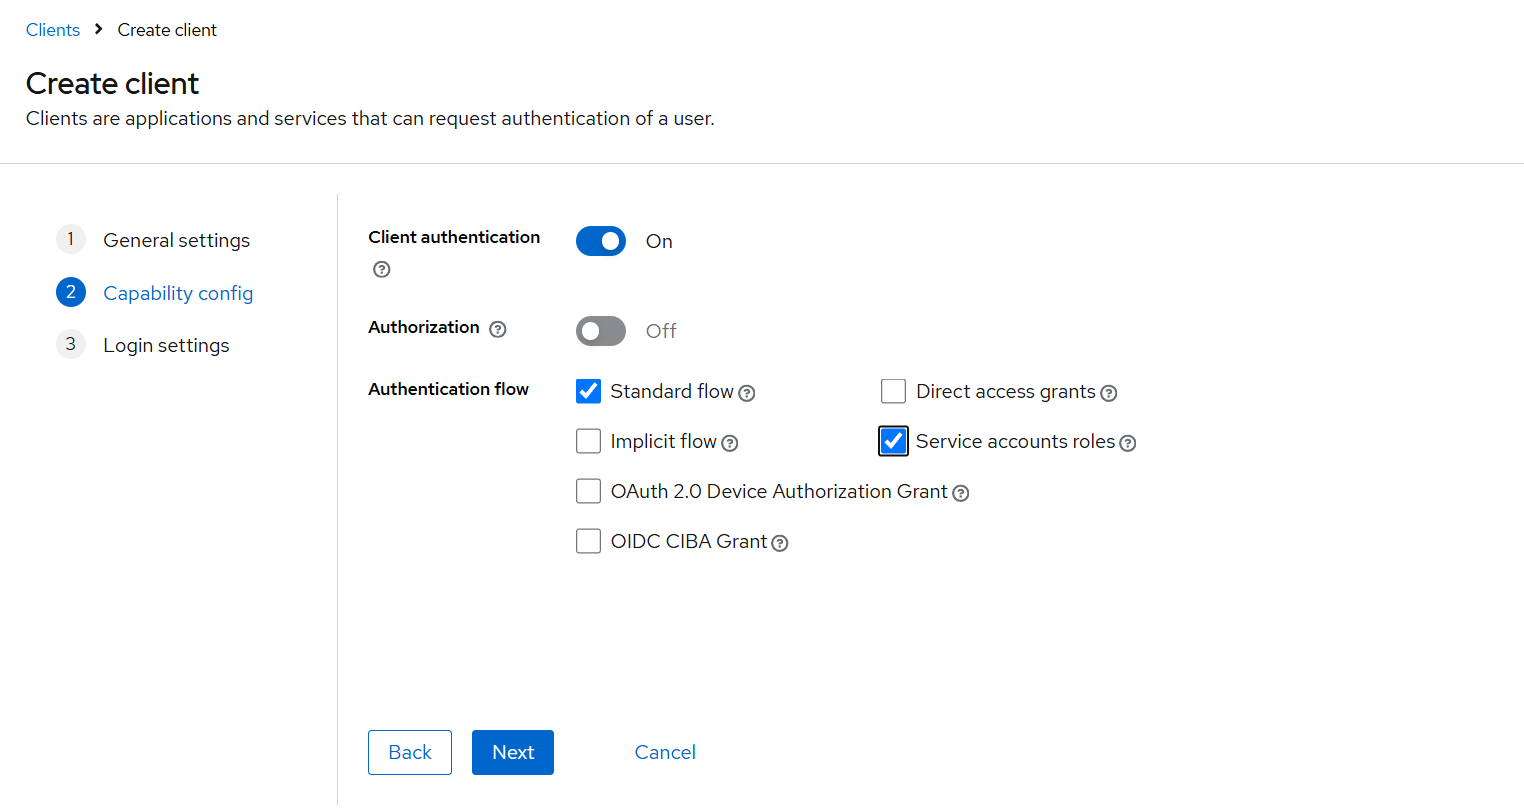 Clients > Create client
Create client
Clients are applications and services that can request authentication of a user.
1 General settings
2 Capability config
3 Login settings
Client authentication ? On
Authorization ? Off
Authentication flow
Standard flow ? Direct access grants ?
Implicit flow ? Service accounts roles ?
OAuth 2.0 Device Authorization Grant ?
OIDC CIBA Grant ?
Back Next Cancel